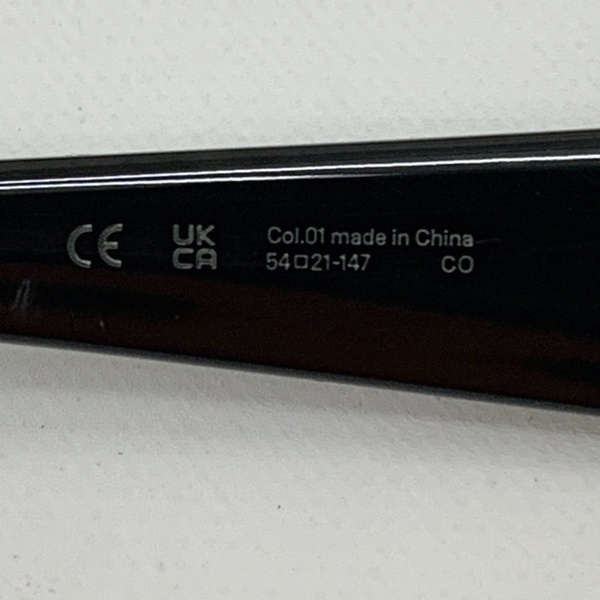 CE
UK
CA
Col.01 made in China
54□21-147 CO